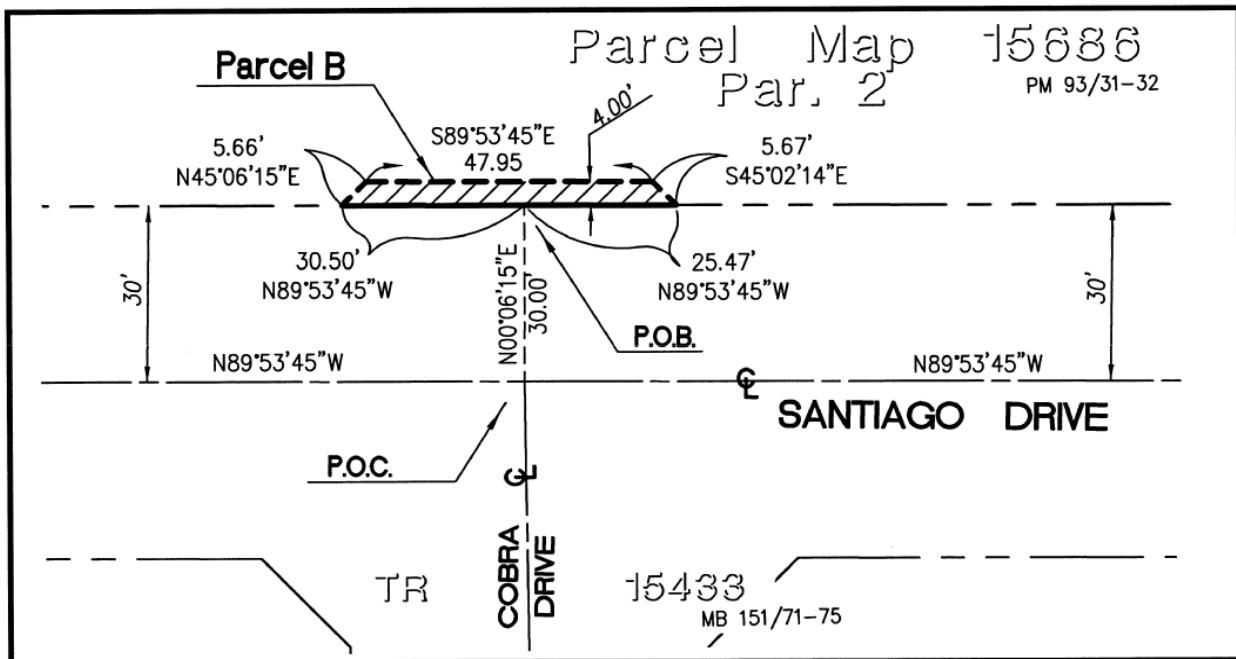 Parcel Map 15686
Par. 2
PM 93/31-32
Parcel B
4.00'
S89°53'45"E
47.95
5.66'
N45°06'15"E
5.67'
S45°02'14"E
30'
30.50'
N89°53'45"W
N00°06'15"E
30.00
25.47'
N89°53'45"W
30'
P.O.B.
N89°53'45"W
N89°53'45"W
CL
SANTIAGO DRIVE
P.O.C.
CL
COBRA
DRIVE
TR 15433
MB 151/71-75